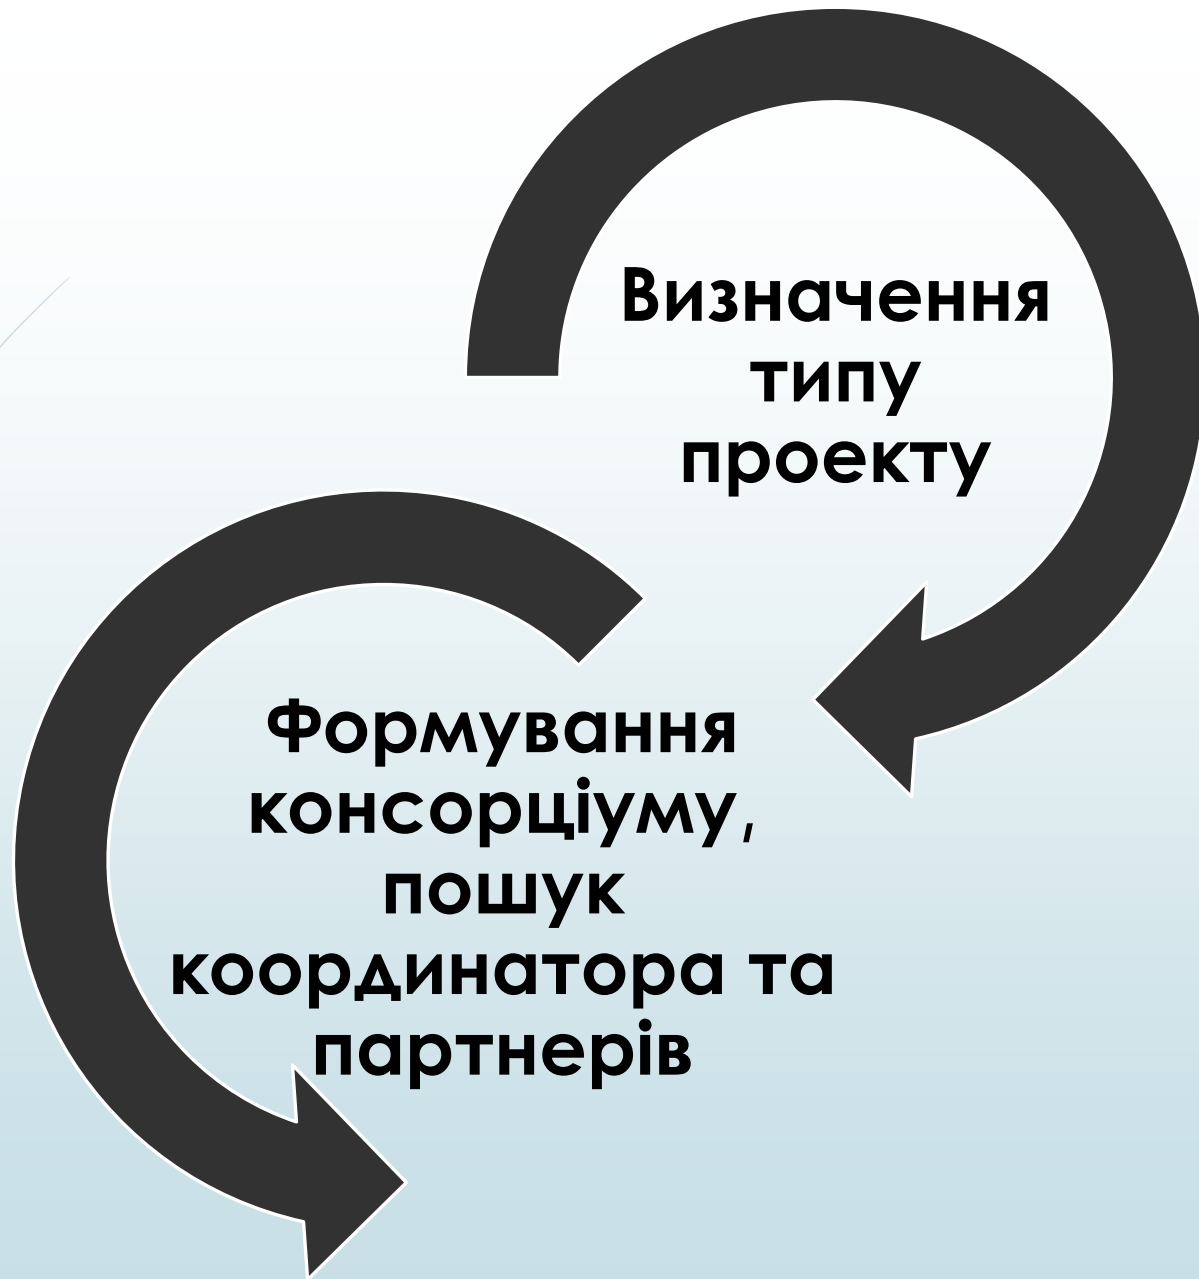 Визначення
типу
проекту
Формування
консорціуму,
пошук
координатора та
партнерів